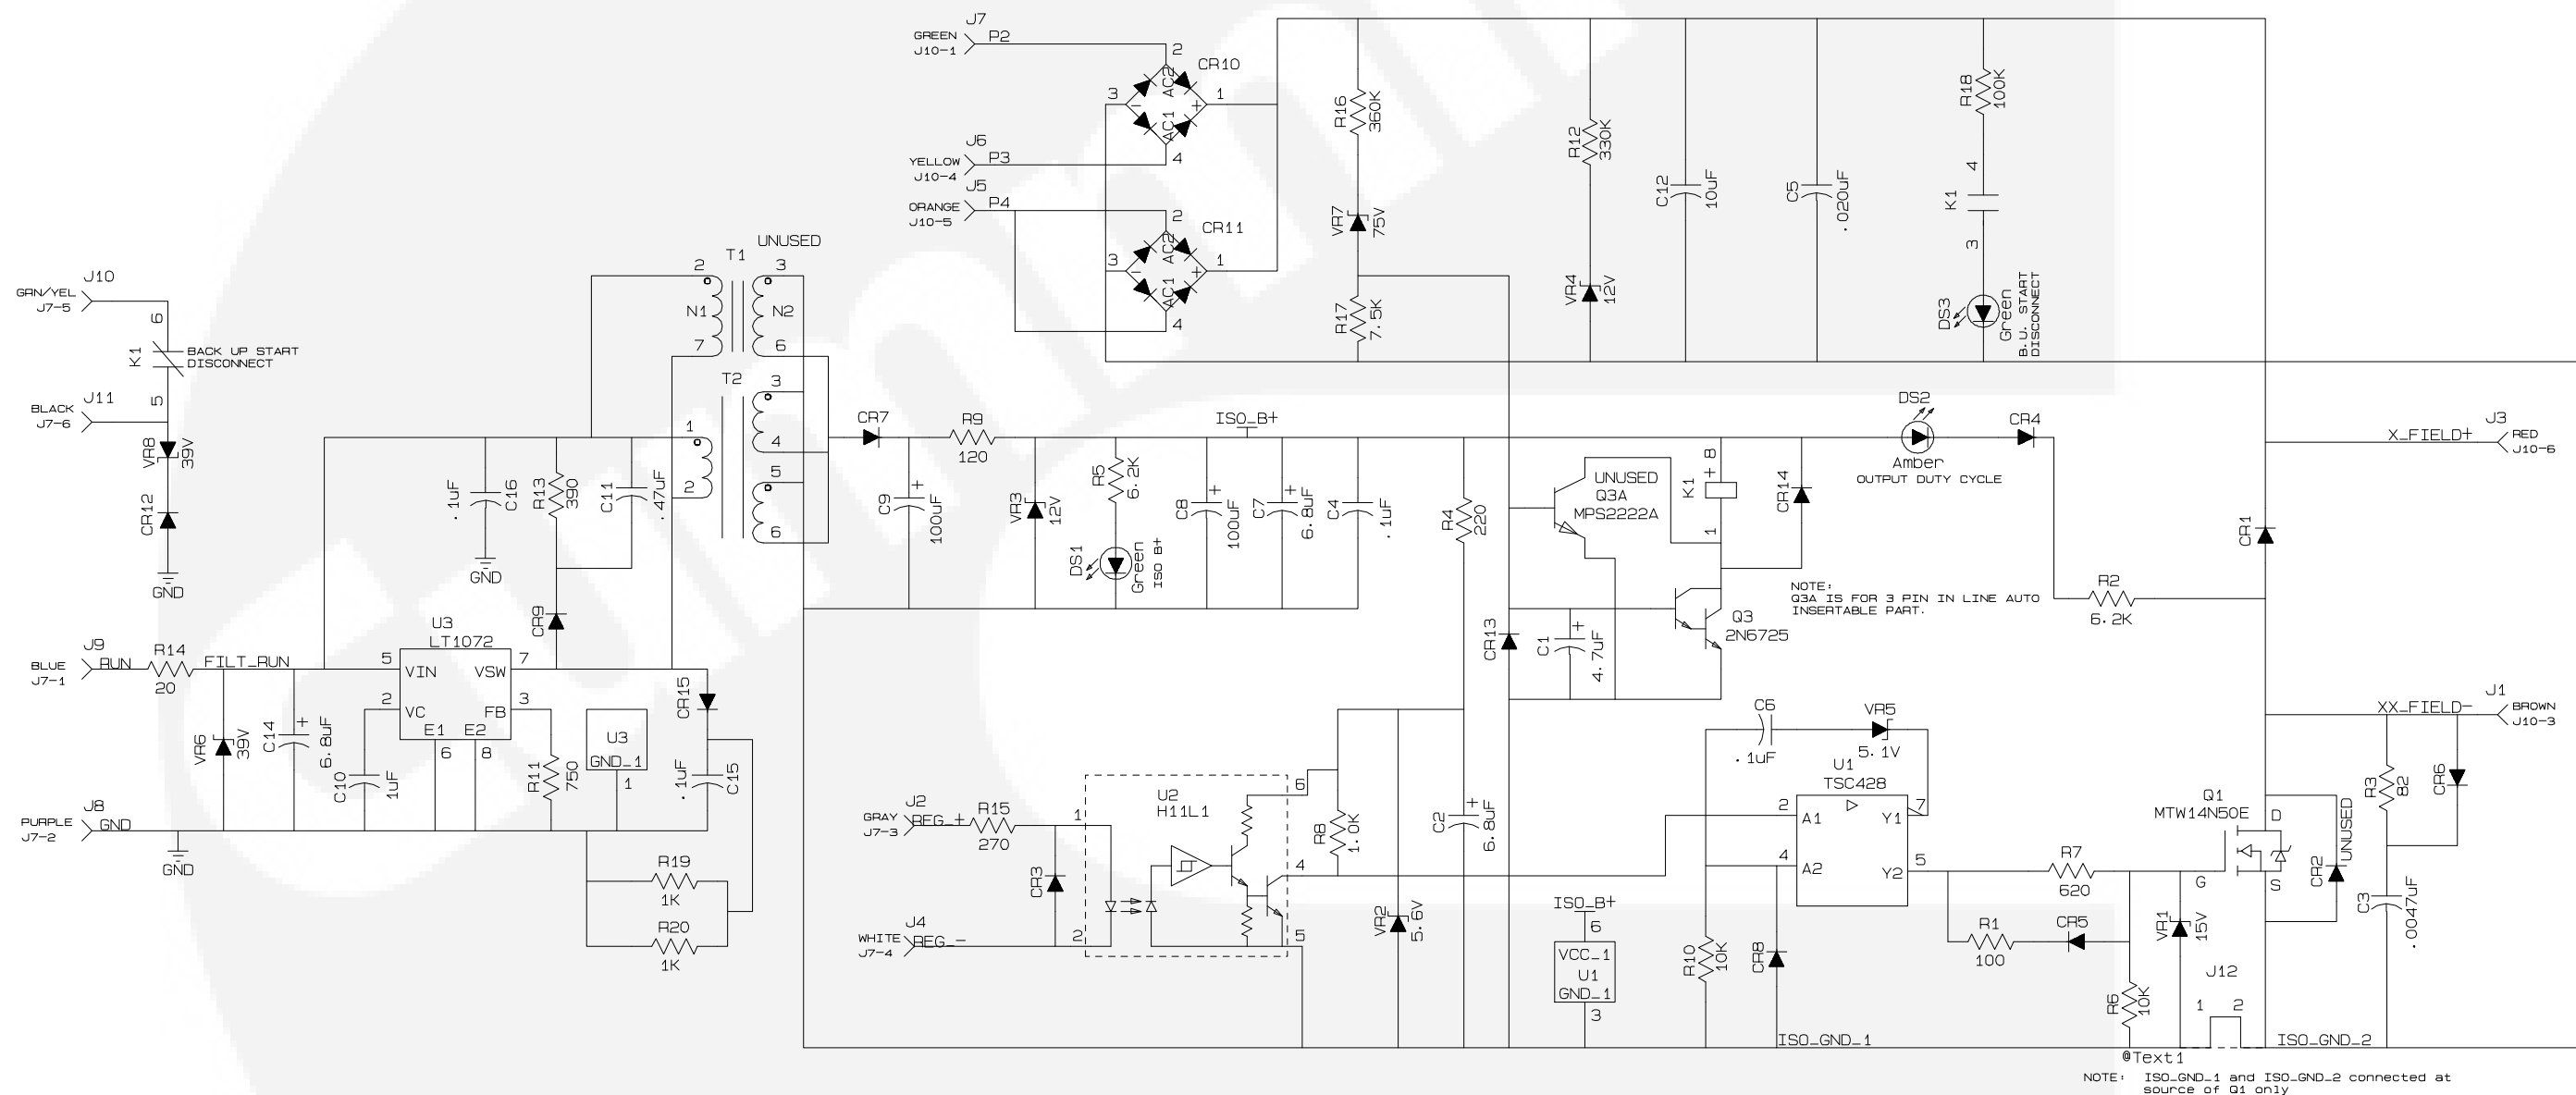 J7
GREEN P2
J10-1
2
CR10
AC2
3
1
AC1
J6
YELLOW P3
J10-4
4
J5
ORANGE P4
J10-5
2
CR11
AC2
3
1
AC1
4
R16
360K
VR7
75V
R17
7.5K
R12
330K
VR4
12V
C12
10uF
C5
.020uF
R18
100K
4
K1
3
DS3
Green
B.U. START
DISCONNECT
J10
GRN/YEL
J7-5
6
K1
BACK UP START
DISCONNECT
5
J11
BLACK
J7-6
VR8
39V
CR12
GND
UNUSED
T1
2
3
N1
N2
7
6
T2
1
3
2
4
5
6
.1uF
C16
GND
R13
390
C11
.47uF
CR9
U3
LT1072
J9
BLUE RUN
J7-1
R14
20
FILT_RUN
5
VIN
VSW
7
2
VC
FB
3
E1
E2
6
8
VR6
39V
C14
6.8uF
C10
1uF
R11
750
U3
GND_1
1
CR15
.1uF
C15
J8
PURPLE GND
J7-2
GND
R19
1K
R20
1K
CR7
R9
120
C9
100uF
VR3
12V
R5
6.2K
DS1
Green
ISO B+
ISO_B+
C8
100uF
C7
6.8uF
C4
.1uF
R4
220
UNUSED
Q3A
MPS2222A
K1
8
1
CR14
DS2
Amber
OUTPUT DUTY CYCLE
CR4
NOTE:
Q3A IS FOR 3 PIN IN LINE AUTO
INSERTABLE PART.
R2
6.2K
CR13
C1
4.7uF
Q3
2N6725
CR1
X_FIELD+
J3
RED
J10-6
XX_FIELD-
J1
BROWN
J10-3
J2
GRAY REG_+
J7-3
R15
270
CR3
J4
WHITE REG_-
J7-4
U2
H11L1
1
2
6
4
5
R8
1.0K
VR2
5.6V
C2
6.8uF
ISO_B+
6
VCC_1
U1
GND_1
3
C6
.1uF
VR5
5.1V
U1
TSC428
2
A1
Y1
7
4
A2
Y2
5
R10
10K
CR8
ISO_GND_1
R7
620
R1
100
CR5
R6
10K
VR1
15V
Q1
MTW14N50E
D
G
S
CR2
UNUSED
R3
82
CR6
C3
.0047uF
J12
1
2
ISO_GND_2
@Text1
NOTE: ISO_GND_1 and ISO_GND_2 connected at
source of Q1 only